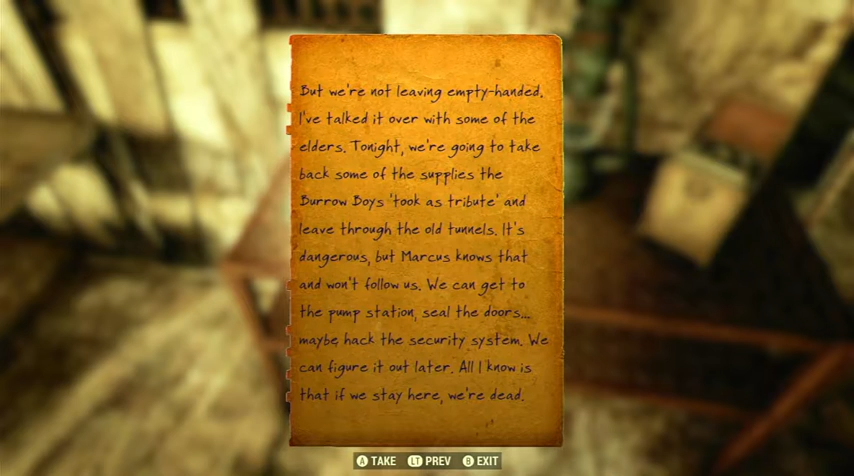 But we're not leaving empty-handed.
I've talked it over with some of the
elders. Tonight, we're going to take
back some of the supplies the
Burrow Boys 'took as tribute' and
leave through the old tunnels. It's
dangerous, but Marcus knows that
and won't follow us. We can get to
the pump station, seal the doors...
maybe hack the security system. We
can figure it out later. All I know is
that if we stay here, we're dead.
A TAKE LT PREV B EXIT